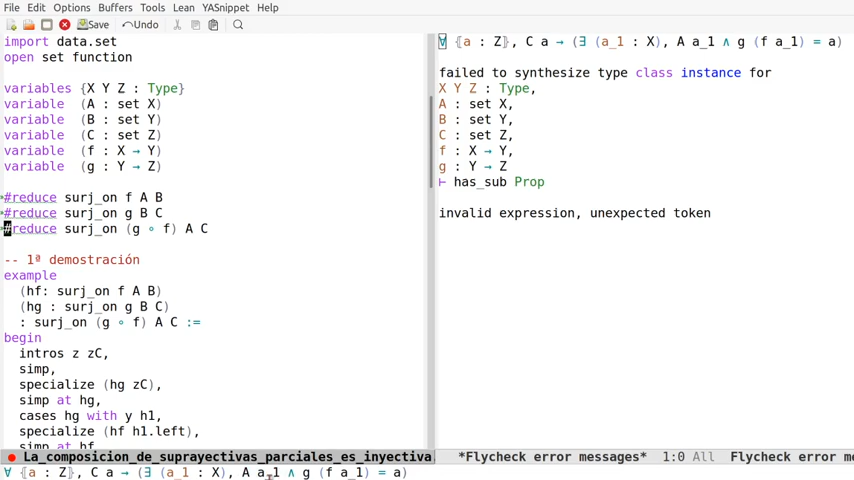 File Edit Options Buffers Tools Lean YASnippet Help
Save Undo
import data.set
open set function
variables {X Y Z : Type}
variable (A : set X)
variable (B : set Y)
variable (C : set Z)
variable (f : X → Y)
variable (g : Y → Z)
#reduce surj_on f A B
#reduce surj_on g B C
#reduce surj_on (g ∘ f) A C
-- 1ª demostración
example
(hf: surj_on f A B)
(hg : surj_on g B C)
: surj_on (g ∘ f) A C :=
begin
intros z zC,
simp,
specialize (hg zC),
simp at hg,
cases hg with y h1,
specialize (hf h1.left),
simp at hf
La_composicion_de_suprayectivas_parciales_es_inyectiva.
∀ ⦃a : Z⦄, C a → (∃ (a_1 : X), A a_1 ∧ g (f a_1) = a)
failed to synthesize type class instance for
X Y Z : Type,
A : set X,
B : set Y,
C : set Z,
f : X → Y,
g : Y → Z
⊢ has_sub Prop
invalid expression, unexpected token
*Flycheck error messages* 1:0 All Flycheck error me
∀ ⦃a : Z⦄, C a → (∃ (a_1 : X), A a_1 ∧ g (f a_1) = a)